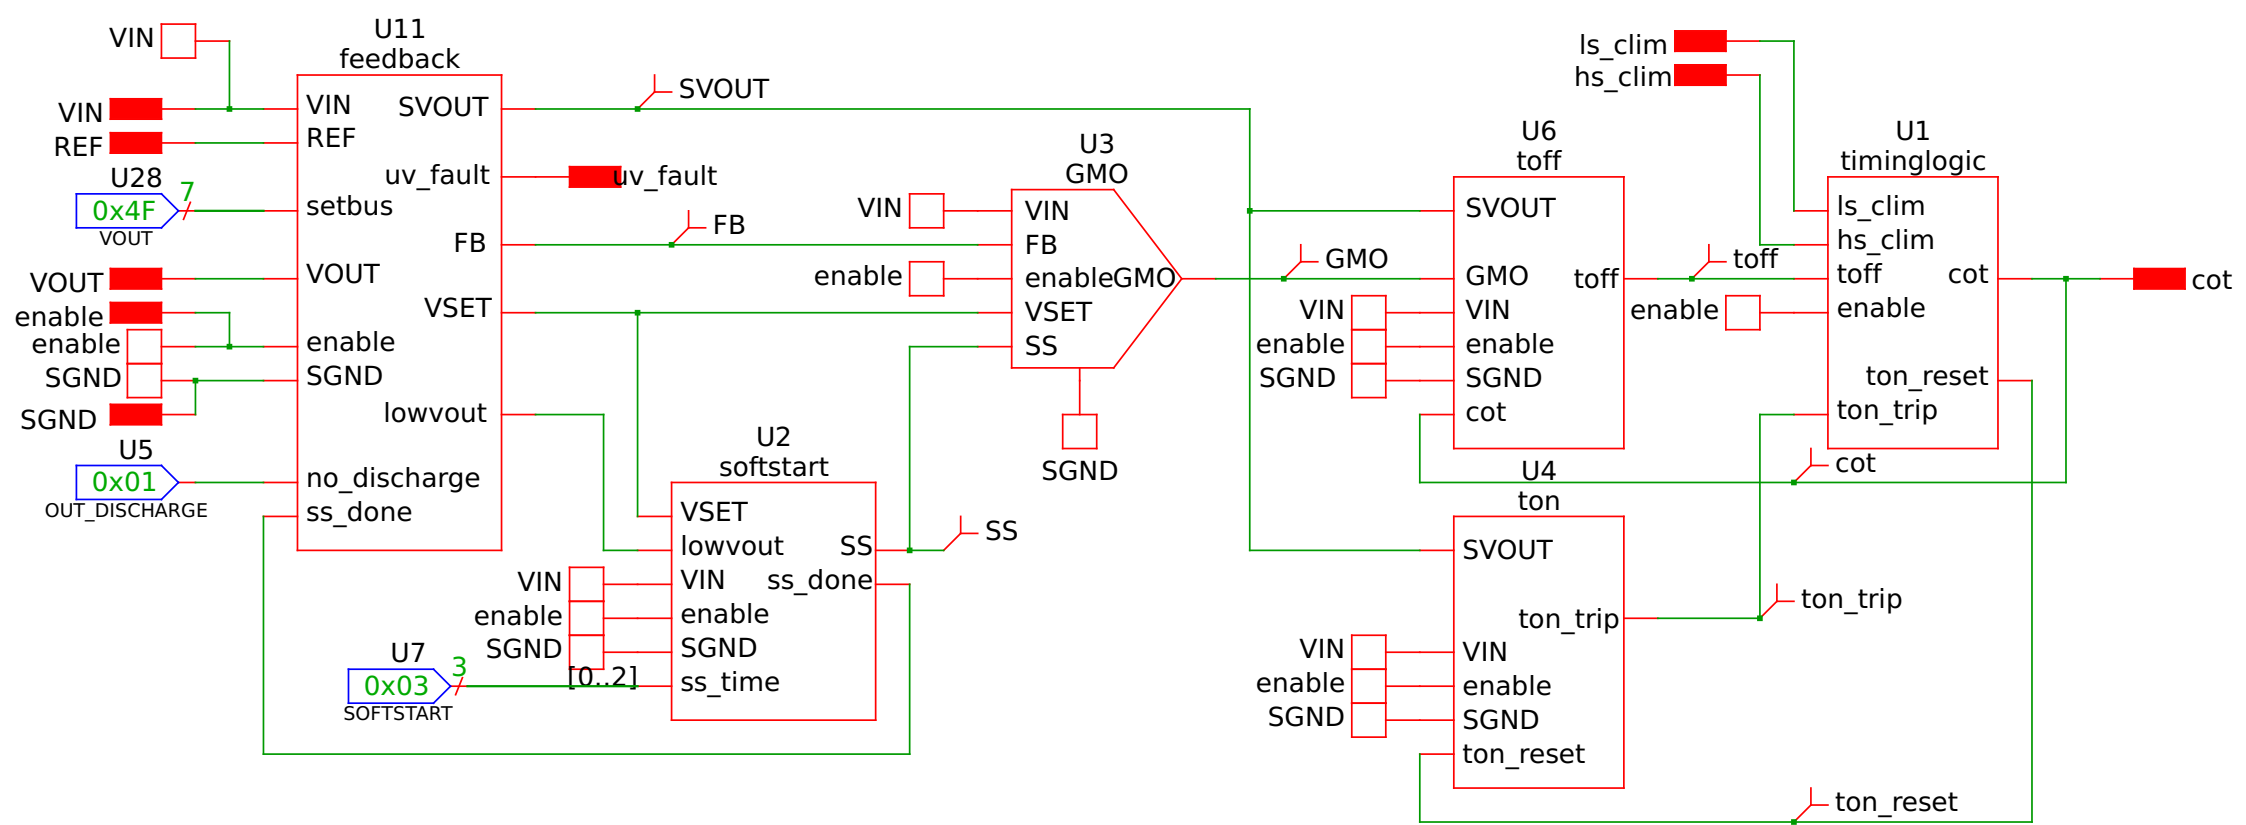 VIN
VIN
REF
U28
0x4F
7
VOUT
VOUT
enable
enable
SGND
SGND
U5
0x01
OUT_DISCHARGE
U11
feedback
VIN
REF
setbus
VOUT
enable
SGND
no_discharge
ss_done
SVOUT
uv_fault
FB
VSET
lowvout
SVOUT
uv_fault
FB
U7
0x03
3
SOFTSTART
[0..2]
VIN
enable
SGND
U2
softstart
VSET
lowvout
VIN
enable
SGND
ss_time
SS
ss_done
SS
VIN
enable
U3
GMO
VIN
FB
enable
VSET
SS
GMO
SGND
GMO
VIN
enable
SGND
U6
toff
SVOUT
GMO
VIN
enable
SGND
cot
toff
toff
ls_clim
hs_clim
enable
U1
timinglogic
ls_clim
hs_clim
toff
enable
ton_trip
cot
ton_reset
cot
cot
U4
ton
SVOUT
ton_trip
VIN
enable
SGND
ton_reset
VIN
enable
SGND
ton_trip
ton_reset